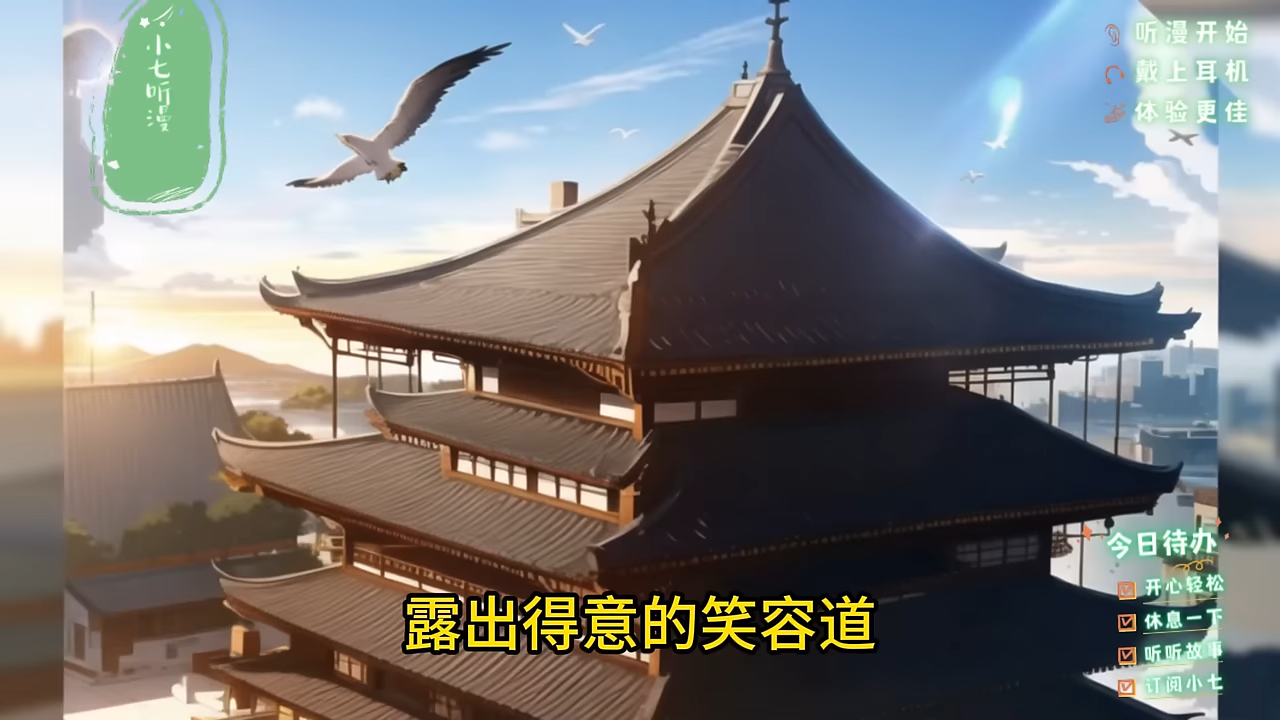 小七听漫
听漫开始
戴上耳机
体验更佳
今日待办
开心轻松
休息一下
听听故事
订阅小七
露出得意的笑容道